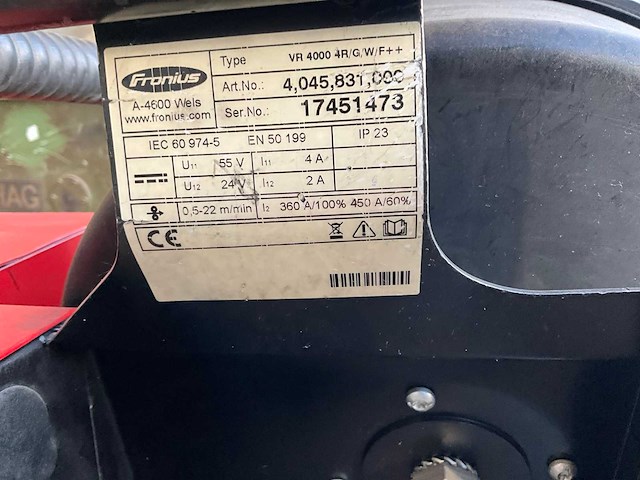 Fronius
A-4600 Wels
www.fronius.com
Type VR 4000 4R/G/W/F++
Art.No.: 4,045,831,000
Ser.No.: 17451473
IEC 60 974-5 EN 50 199 IP 23
U11 55 V I11 4 A
U12 24 V I12 2 A
0,5-22 m/min I2 360 A/100% 450 A/60%
CE
HAG